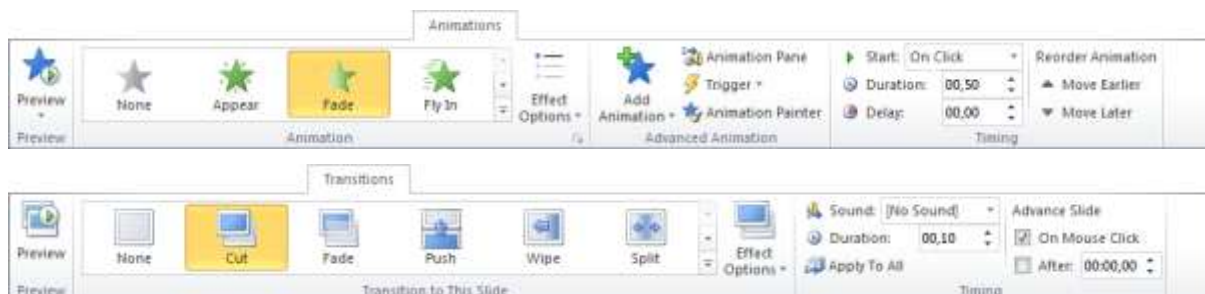 Animations
Preview
None
Appear
Fade
Fly In
Effect
Options
Add
Animation
Animation Pane
Trigger
Animation Painter
Start: On Click
Duration: 00,50
Delay: 00,00
Reorder Animation
Move Earlier
Move Later
Preview
Animation
Advanced Animation
Timing
Transitions
Preview
None
Cut
Fade
Push
Wipe
Split
Effect
Options
Sound: [No Sound]
Duration: 00,10
Apply To All
Advance Slide
On Mouse Click
After: 00:00,00
Preview
Transition to This Slide
Timing